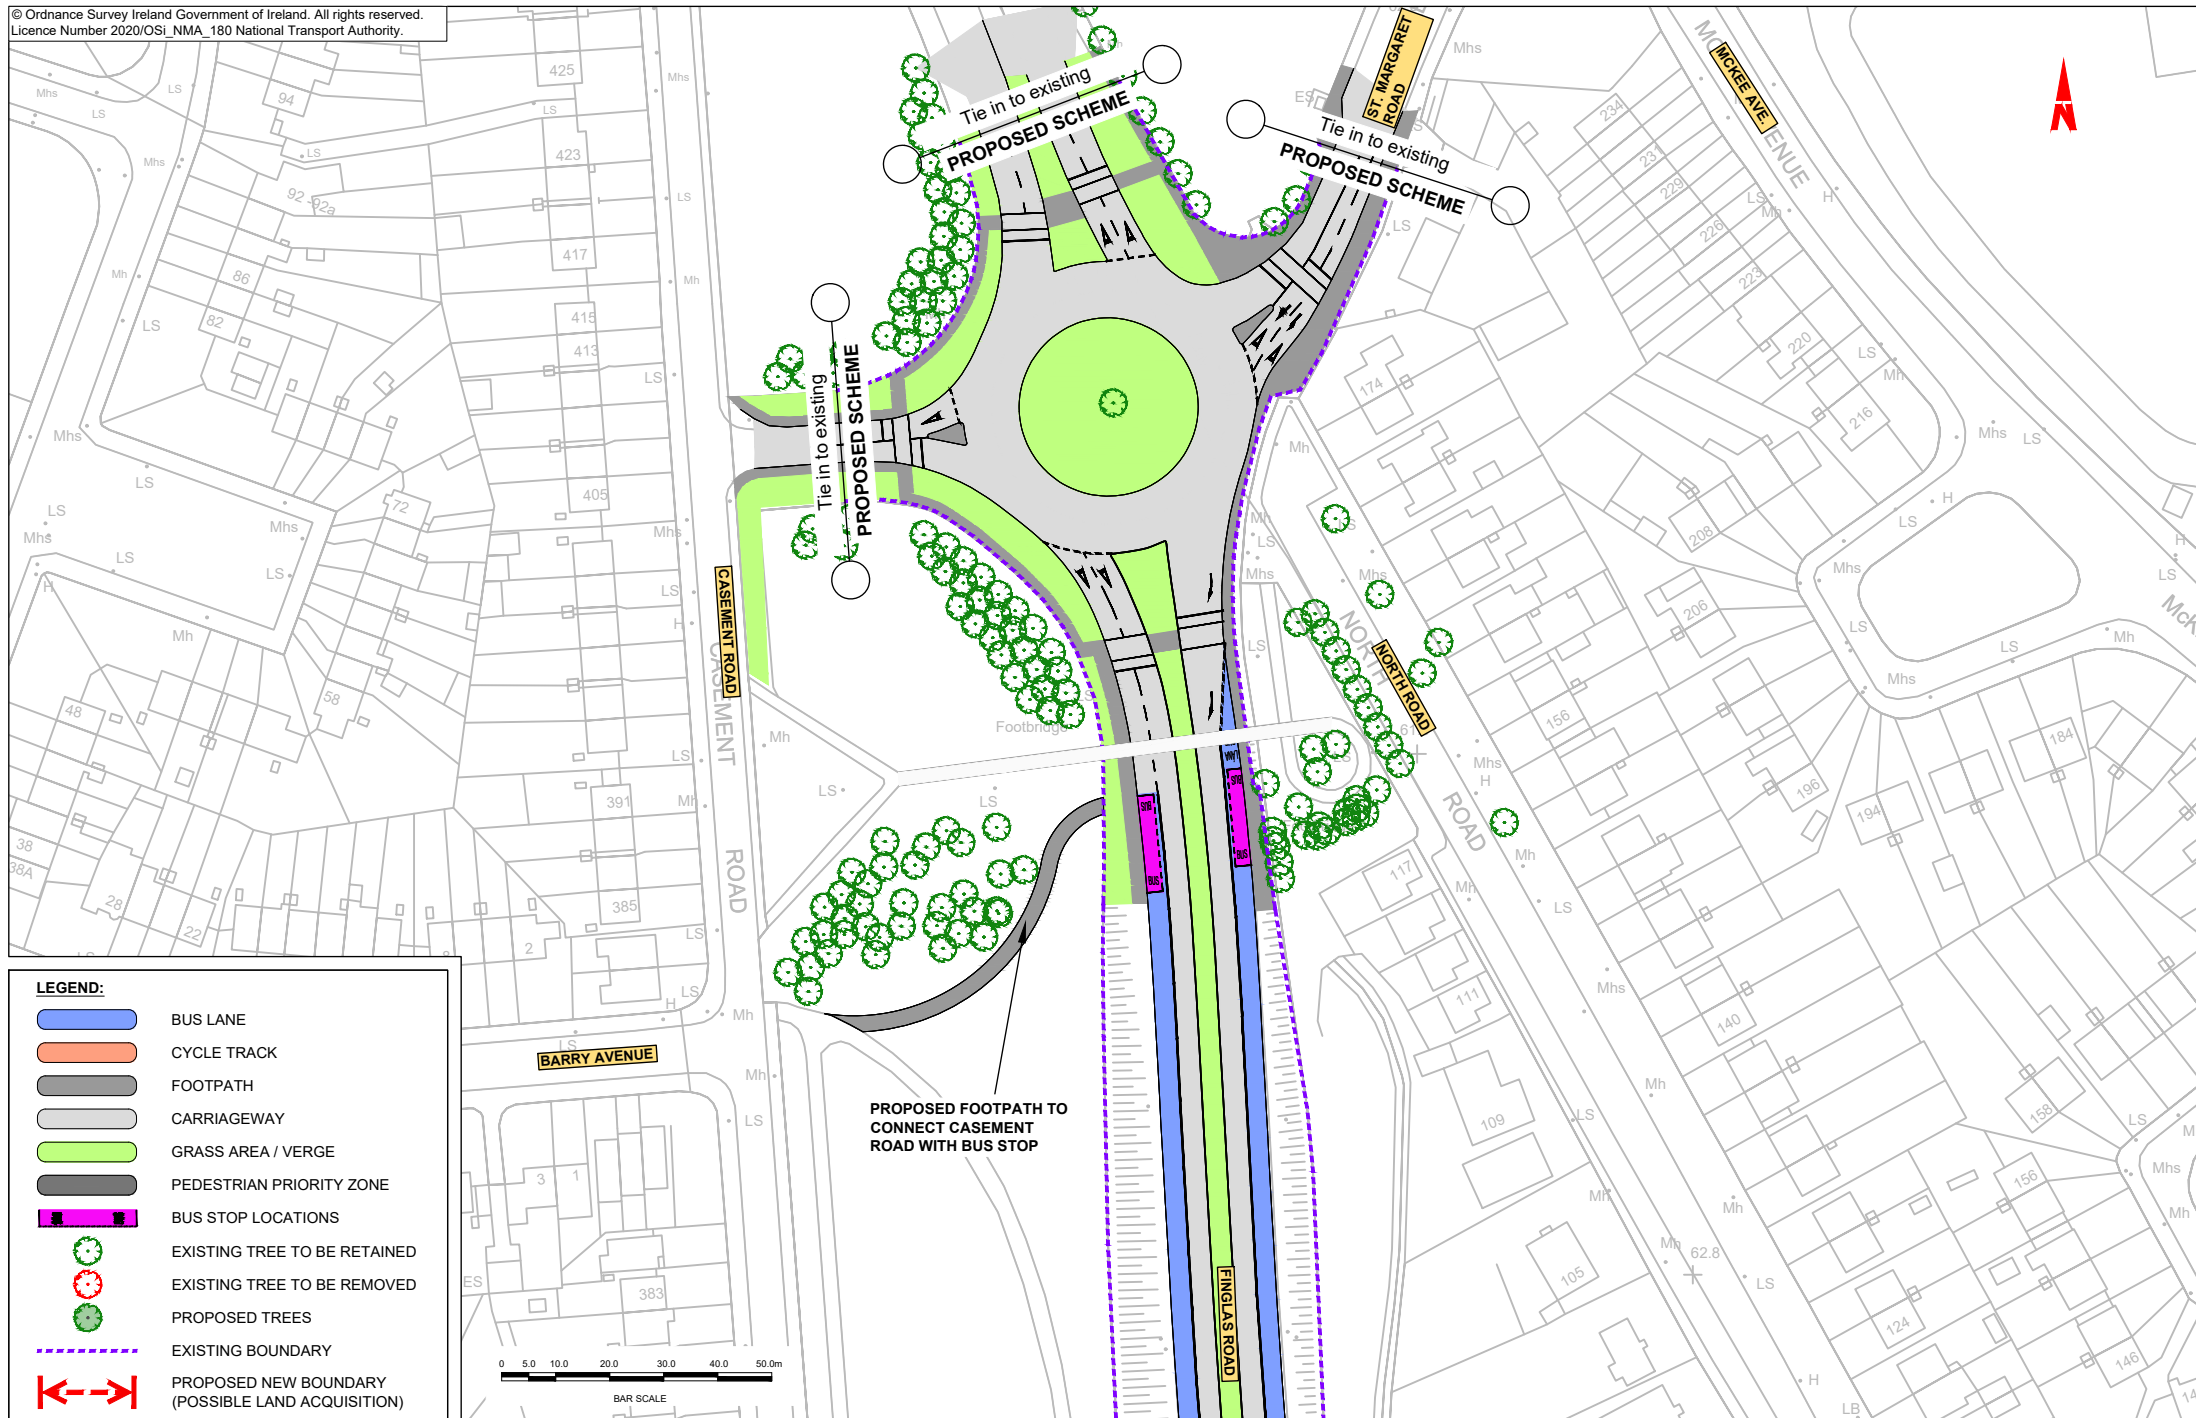 © Ordnance Survey Ireland Government of Ireland. All rights reserved.
Licence Number 2020/OSi_NMA_180 National Transport Authority.
Tie in to existing
PROPOSED SCHEME
Tie in to existing
PROPOSED SCHEME
Tie in to existing
PROPOSED SCHEME
ST. MARGARET
ROAD
MCKEE AVE.
CASEMENT ROAD
CASEMENT
ROAD
NORTH ROAD
NORTH
ROAD
Footbridge
BUS
BUS
BUS
BUS
LANE
BARRY AVENUE
FINGLAS ROAD
PROPOSED FOOTPATH TO
CONNECT CASEMENT
ROAD WITH BUS STOP
425
94
423
92 -92a
417
86
415
82
413
405
72
58
48
391
38
38A
28
22
385
2
3
1
383
234
231
229
226
223
220
216
208
206
174
156
184
196
194
117
111
140
109
158
156
105
124
146
62.8
LEGEND:
BUS LANE
CYCLE TRACK
FOOTPATH
CARRIAGEWAY
GRASS AREA / VERGE
PEDESTRIAN PRIORITY ZONE
BUS STOP LOCATIONS
EXISTING TREE TO BE RETAINED
EXISTING TREE TO BE REMOVED
PROPOSED TREES
EXISTING BOUNDARY
PROPOSED NEW BOUNDARY
(POSSIBLE LAND ACQUISITION)
0 5.0 10.0 20.0 30.0 40.0 50.0m
BAR SCALE